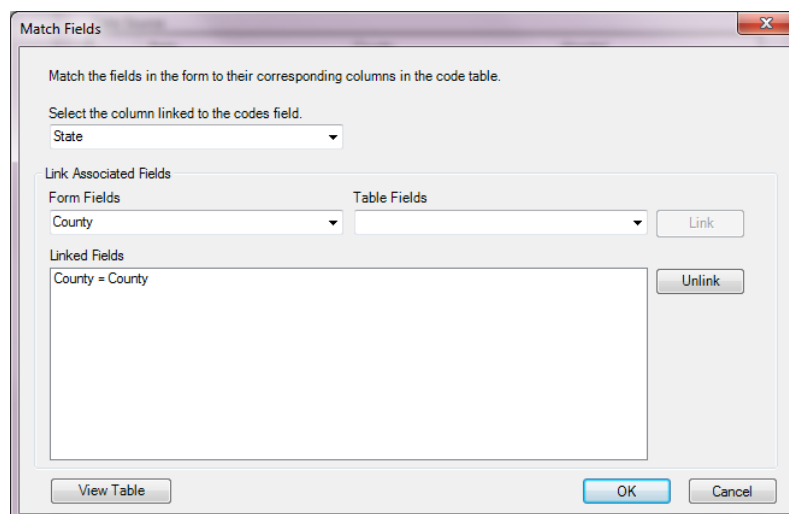 Match Fields
Match the fields in the form to their corresponding columns in the code table.
Select the column linked to the codes field.
State
Link Associated Fields
Form Fields Table Fields
County Link
Linked Fields
County = County Unlink
View Table OK Cancel